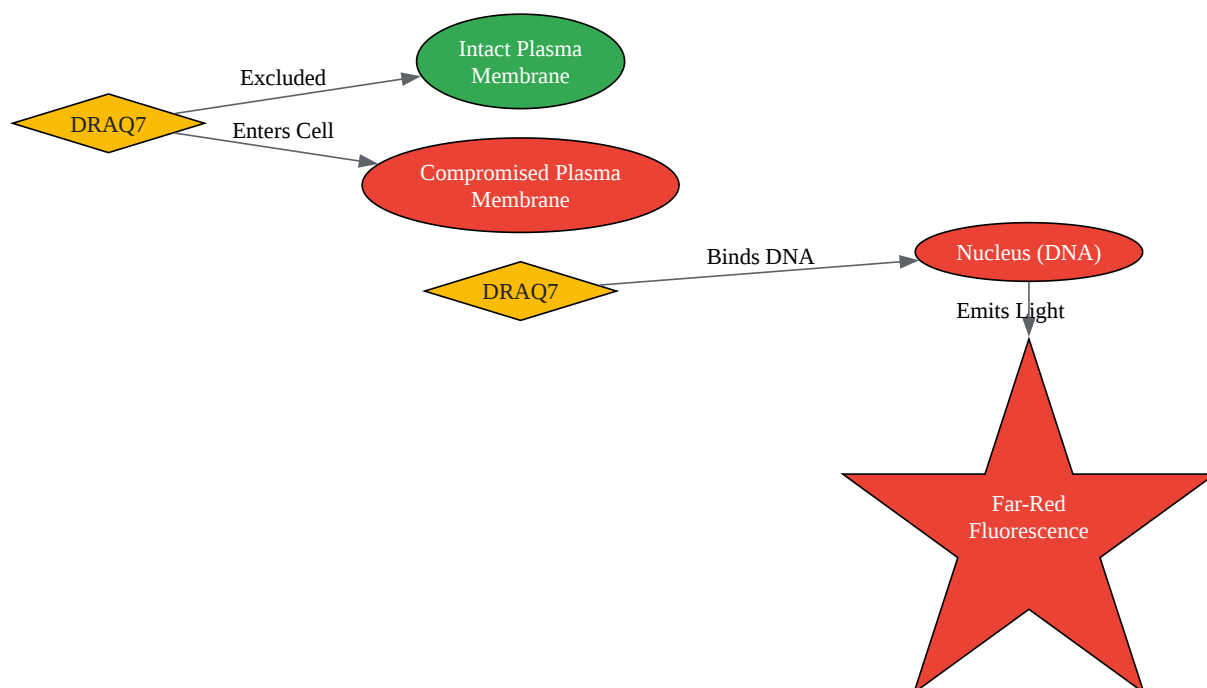 Intact Plasma
Membrane
Excluded
DRAQ7
Enters Cell
Compromised Plasma
Membrane
Binds DNA
Nucleus (DNA)
DRAQ7
Emits Light
Far-Red
Fluorescence